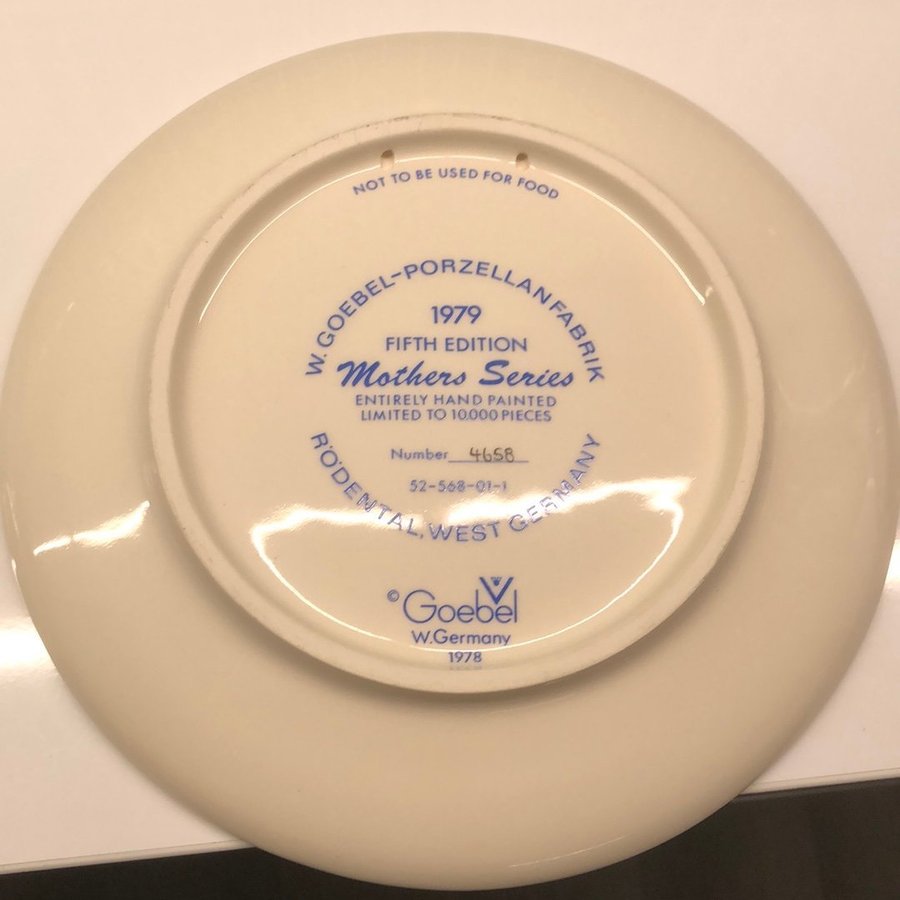 NOT TO BE USED FOR FOOD
W. GOEBEL-PORZELLANFABRIK
1979
FIFTH EDITION
Mothers Series
ENTIRELY HAND PAINTED
LIMITED TO 10.000 PIECES
Number 4658
52-568-01-1
RÖDENTAL, WEST GERMANY
© Goebel
W.Germany
1978